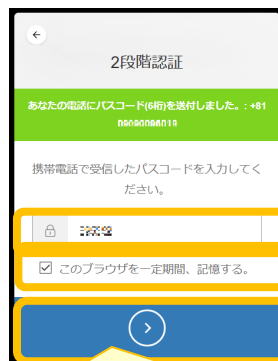 2段階認証
あなたの電話にパスコード(6桁)を送付しました。: +81
携帯電話で受信したパスコードを入力してく
ださい。
このブラウザを一定期間、記憶する。